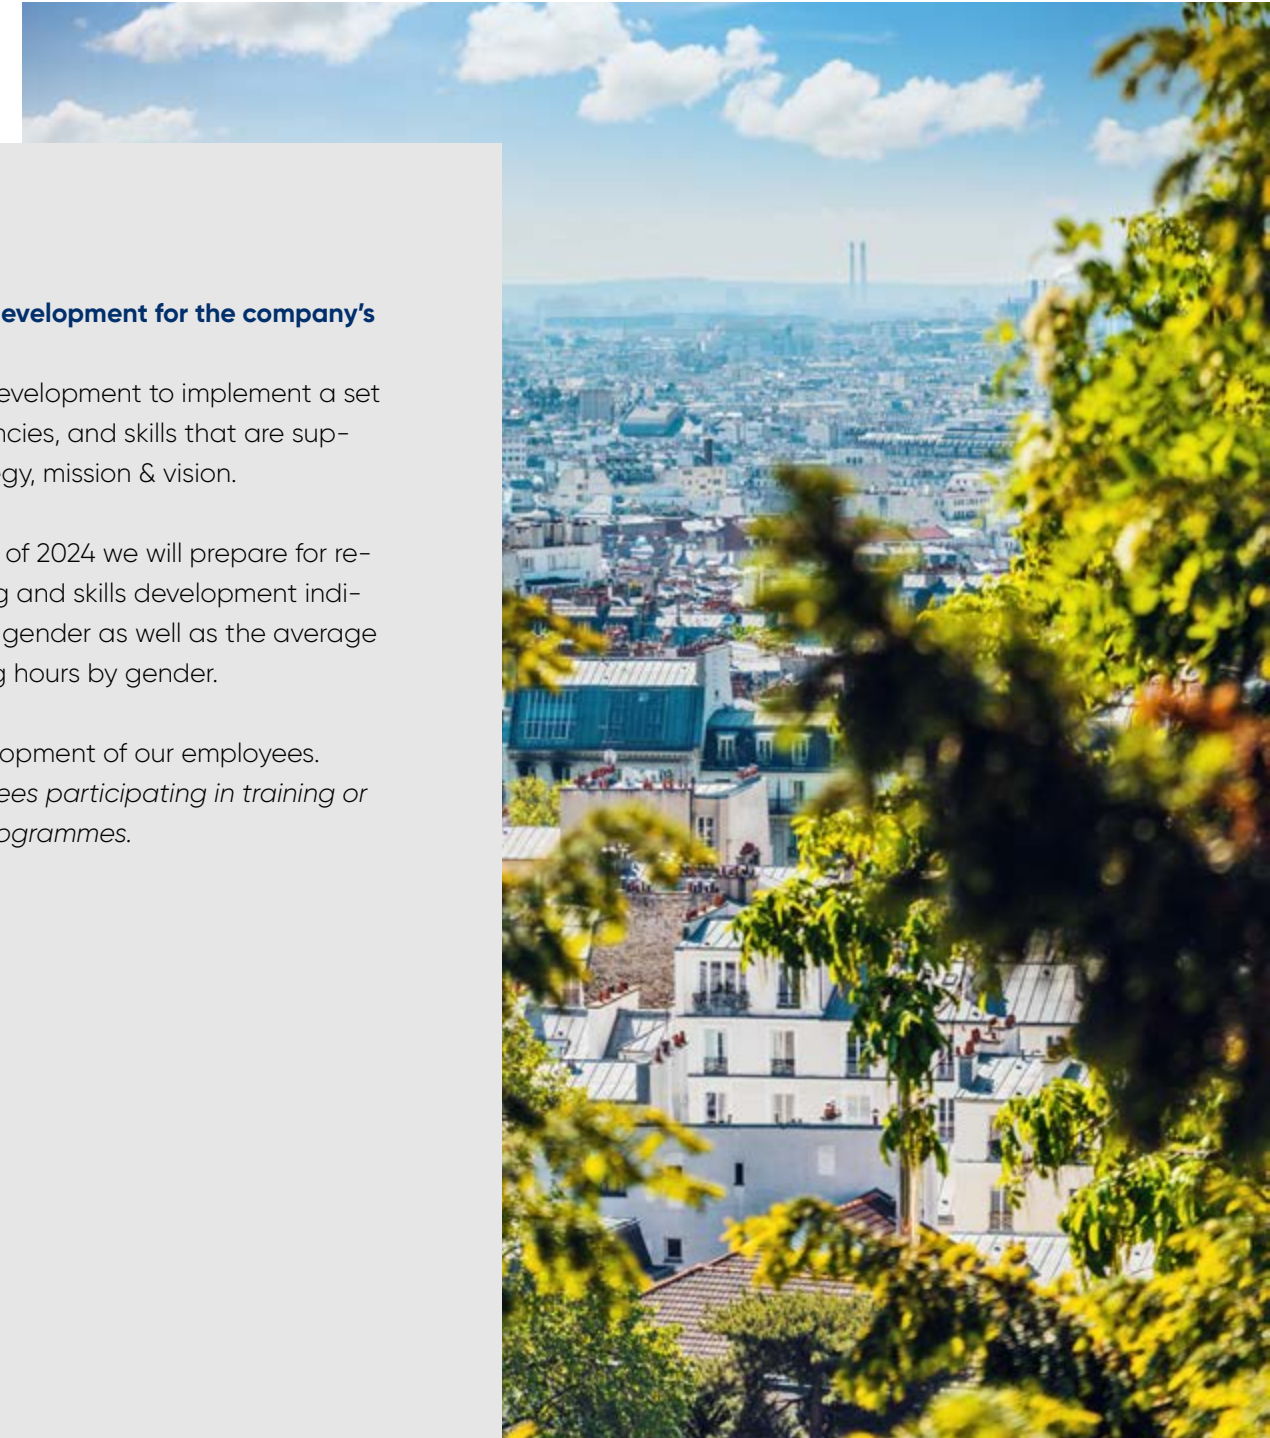 evelopment for the company's
evelopment to implement a set
ncies, and skills that are sup-
gy, mission & vision.
of 2024 we will prepare for re-
g and skills development indi-
gender as well as the average
g hours by gender.
opment of our employees.
ees participating in training or
ogrammes.